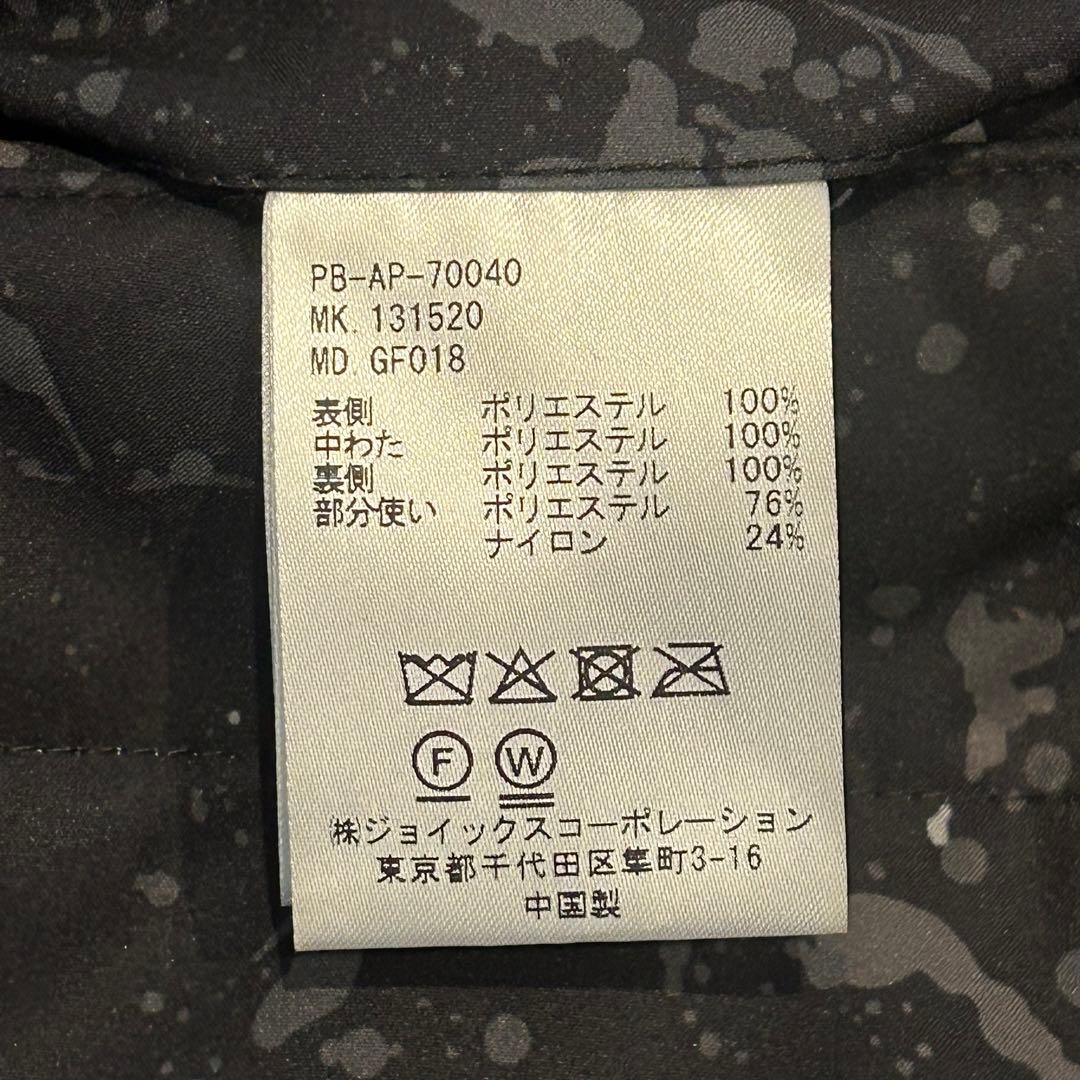 PB-AP-70040
MK. 131520
MD. GF018
表側 ポリエステル 100%
中わた ポリエステル 100%
裏側 ポリエステル 100%
部分使い ポリエステル 76%
ナイロン 24%
F W
㈱ジョイックスコーポレーション
東京都千代田区隼町3-16
中国製